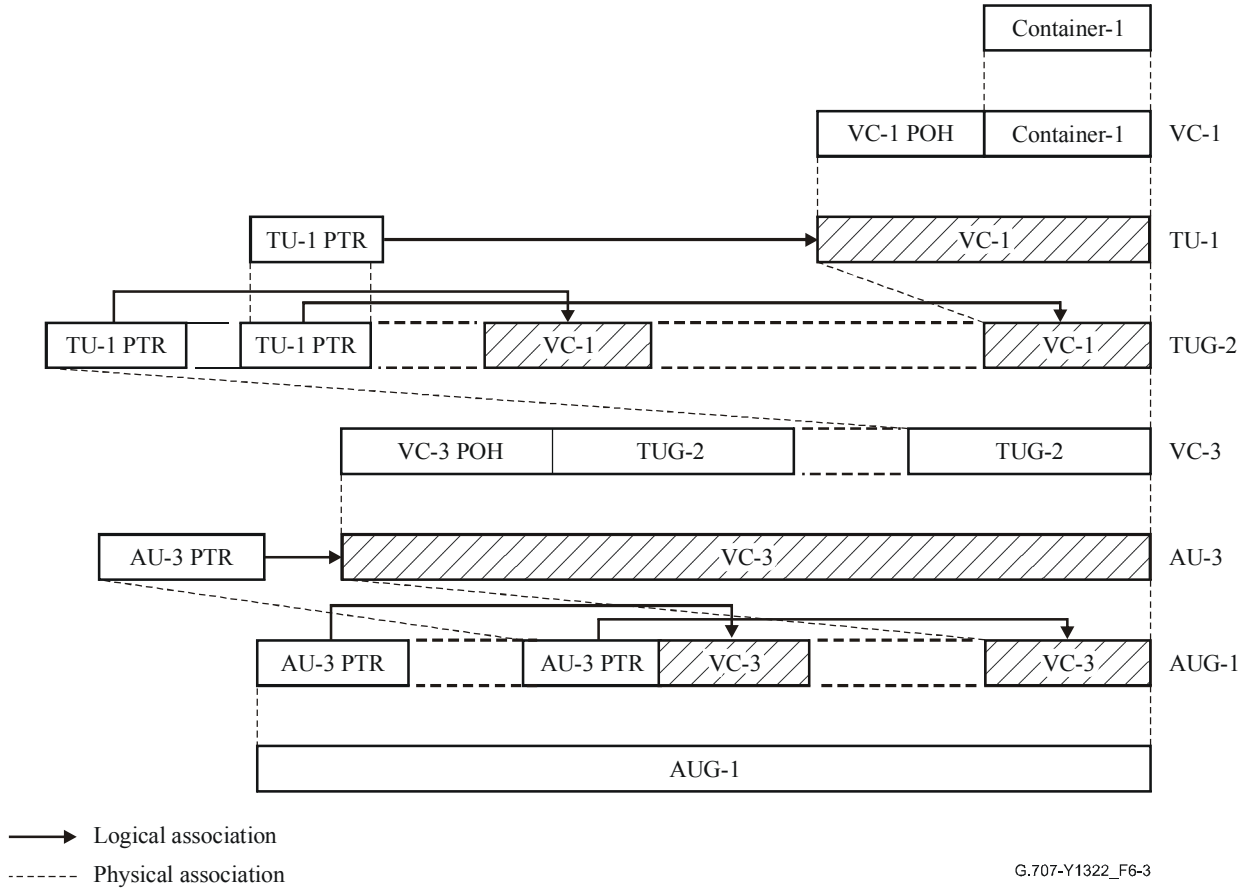 Container-1
VC-1 POH Container-1 VC-1
TU-1 PTR VC-1 TU-1
TU-1 PTR TU-1 PTR VC-1 VC-1 TUG-2
VC-3 POH TUG-2 TUG-2 VC-3
AU-3 PTR VC-3 AU-3
AU-3 PTR AU-3 PTR VC-3 VC-3 AUG-1
AUG-1
Logical association
Physical association
G.707-Y1322_F6-3